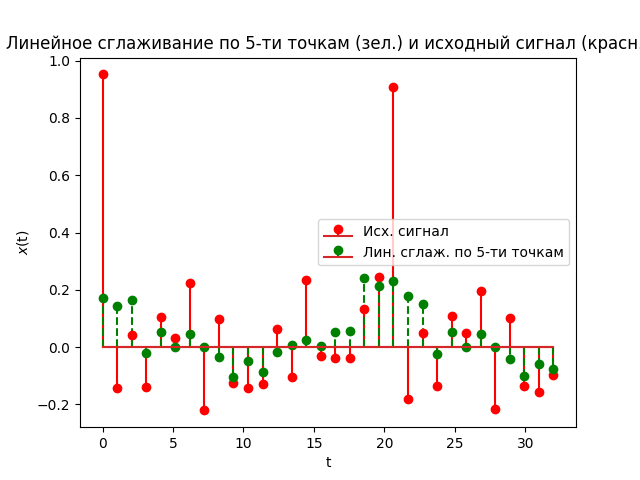 Линейное сглаживание по 5-ти точкам (зел.) и исходный сигнал (красн.
1.0
0.8
0.6
0.4
0.2
0.0
−0.2
x(t)
Исх. сигнал
Лин. сглаж. по 5-ти точкам
0 5 10 15 20 25 30
t